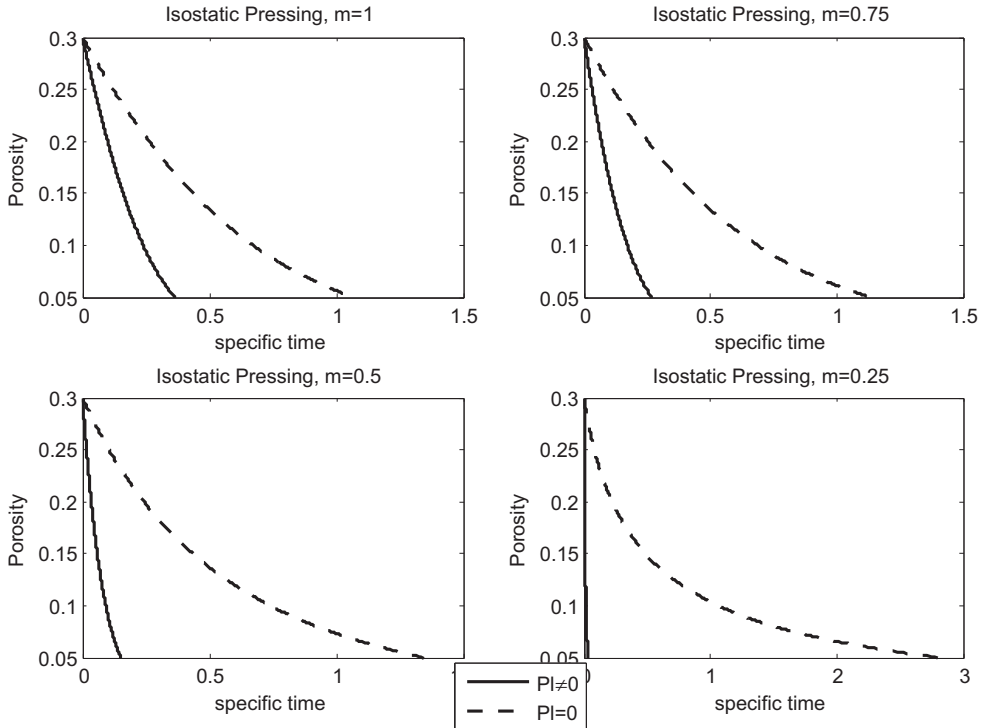 Isostatic Pressing, m=1
0.3
0.25
0.2
0.15
0.1
0.05
Porosity
0 0.5 1 1.5
specific time
Isostatic Pressing, m=0.75
0.3
0.25
0.2
0.15
0.1
0.05
Porosity
0 0.5 1 1.5
specific time
Isostatic Pressing, m=0.5
0.3
0.25
0.2
0.15
0.1
0.05
Porosity
0 0.5 1
specific time
Isostatic Pressing, m=0.25
0.3
0.25
0.2
0.15
0.1
0.05
Porosity
0 1 2 3
specific time
Pl≠0
Pl=0